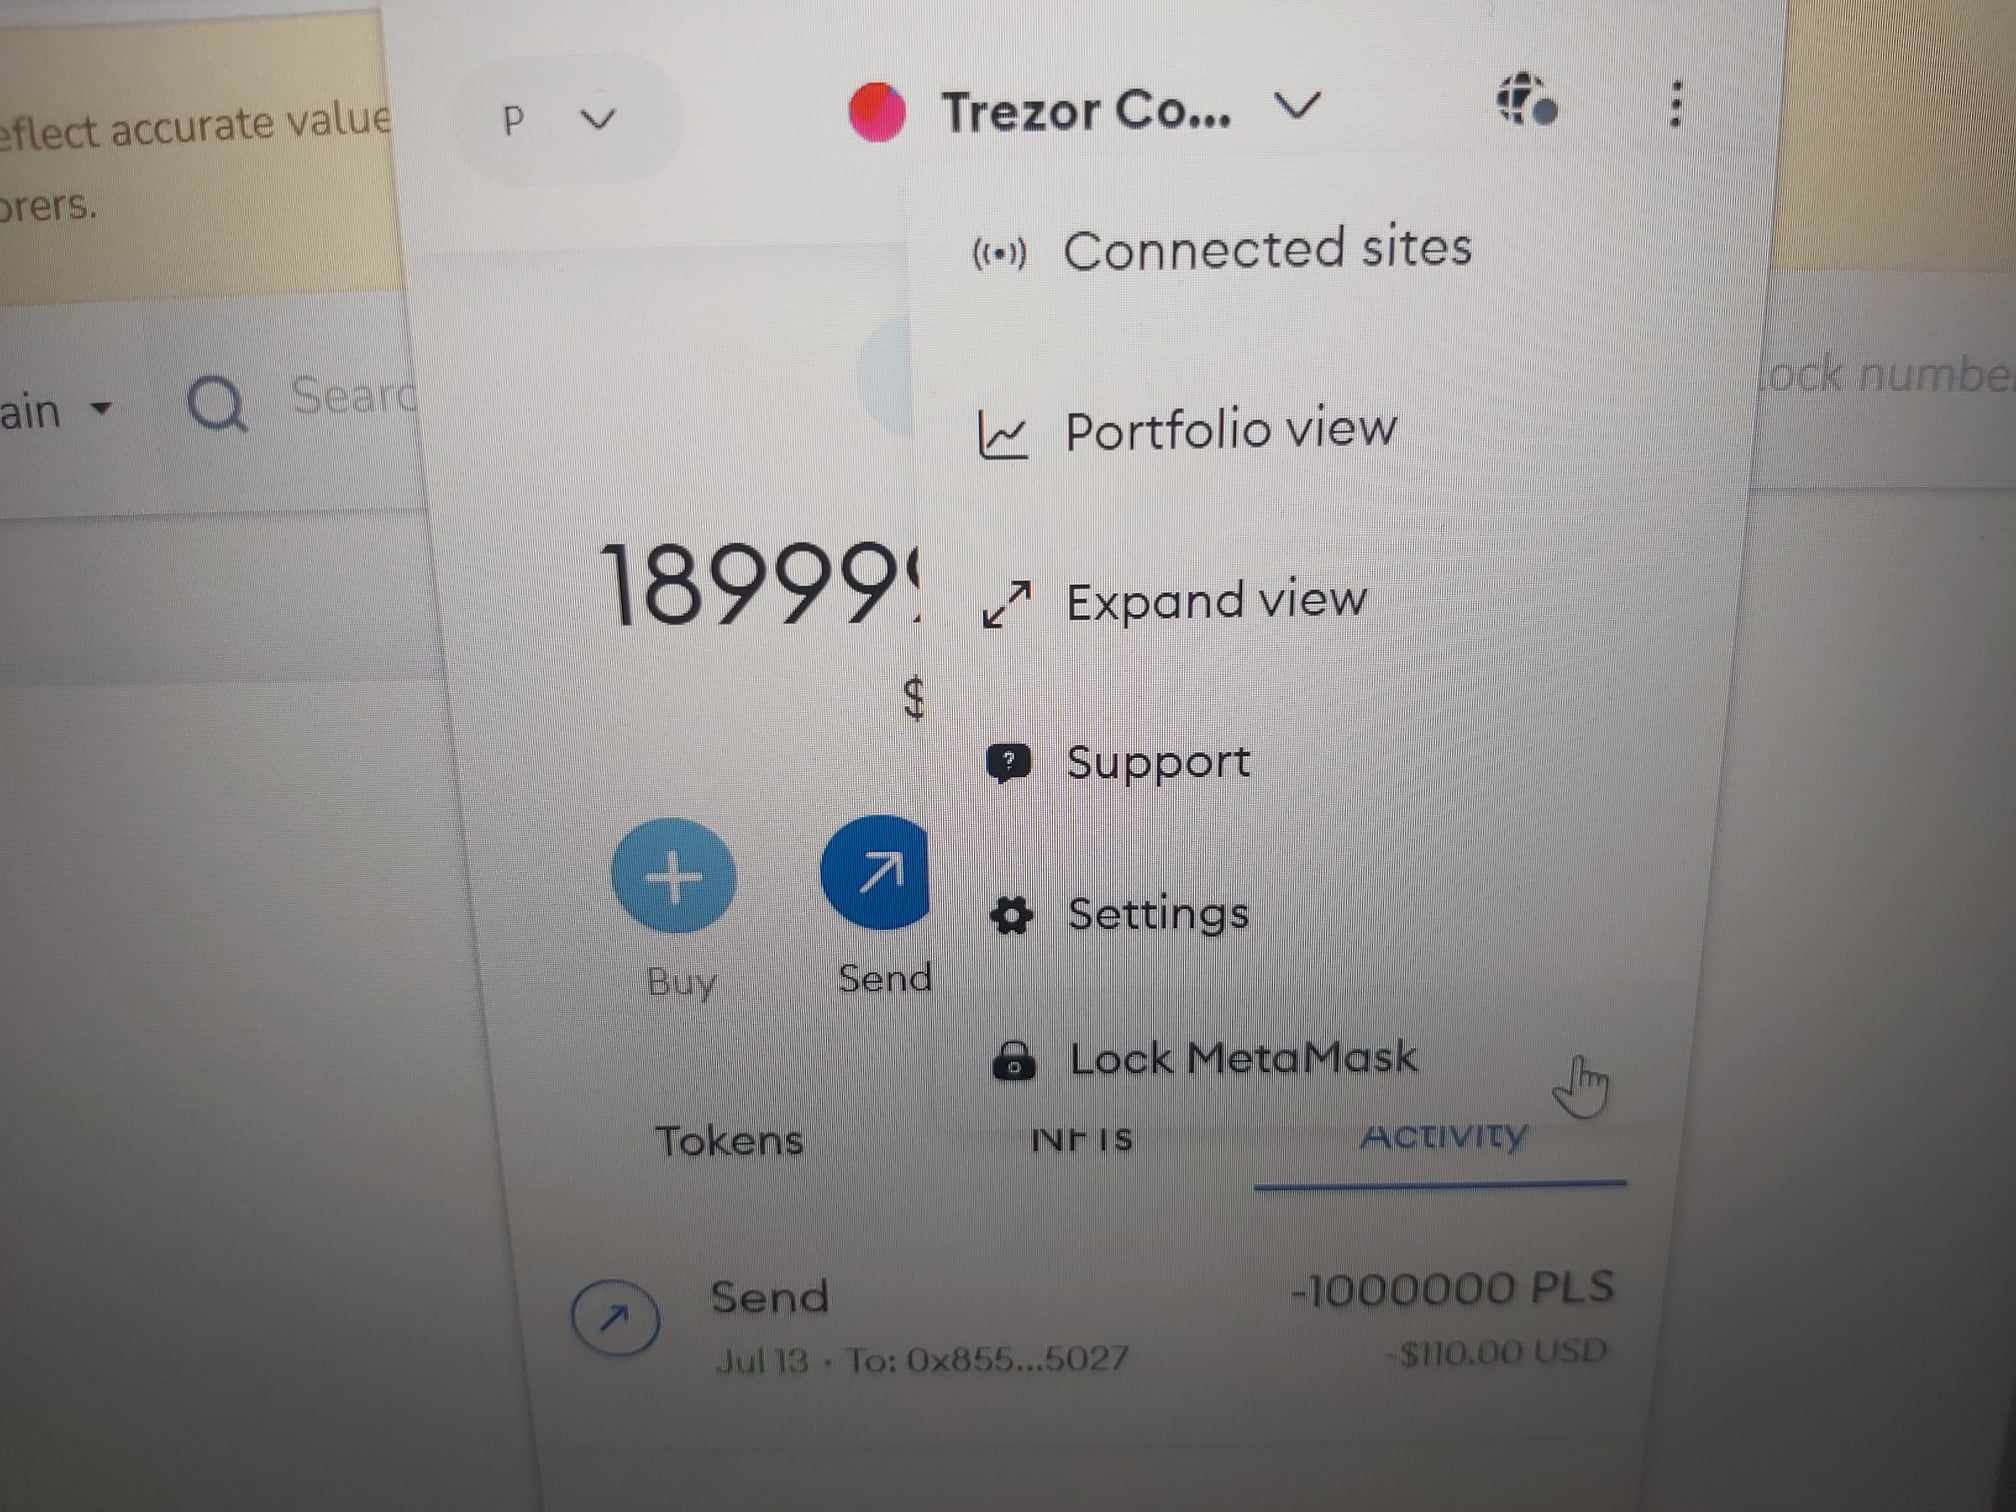 eflect accurate value
orers.
P
Trezor Co...
Connected sites
ain
Searc
ock number
Portfolio view
18999
Expand view
$
Support
Buy
Send
Settings
Lock MetaMask
Tokens
NFTs
Activity
Send
-1000000 PLS
Jul 13 · To: 0x855...5027
-$110.00 USD